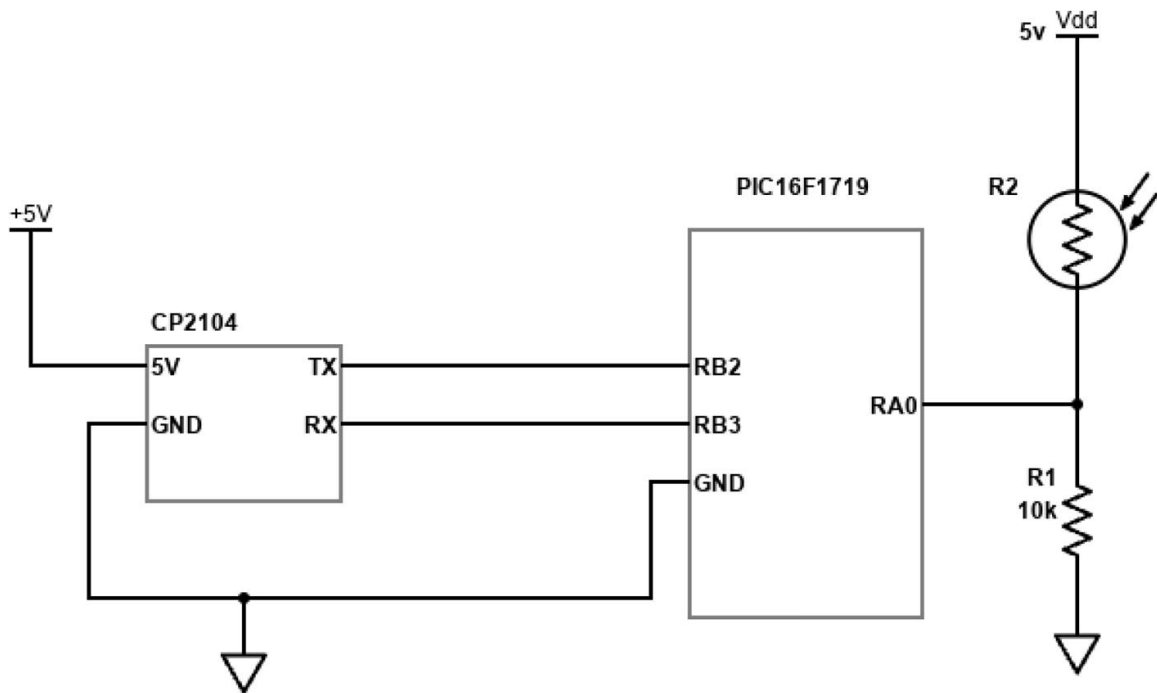 5v Vdd
PIC16F1719
R2
+5V
CP2104
5V TX RB2
RA0
GND RX RB3
GND
R1
10k